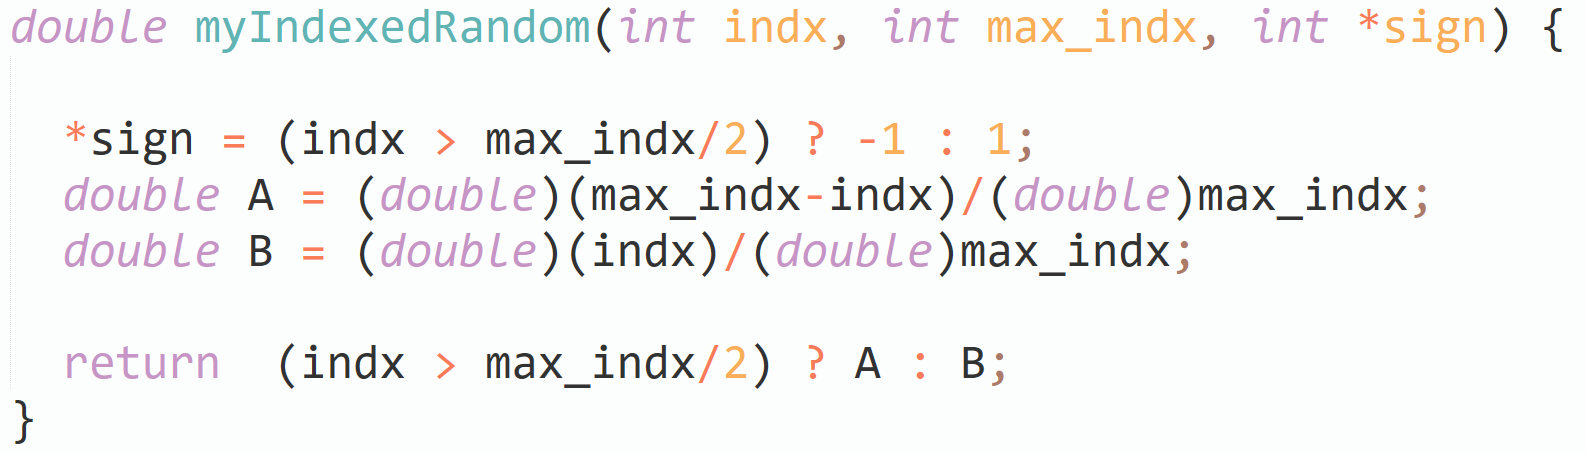 double myIndexedRandom(int indx, int max_indx, int *sign) {
  *sign = (indx > max_indx/2) ? -1 : 1;
  double A = (double)(max_indx-indx)/(double)max_indx;
  double B = (double)(indx)/(double)max_indx;
  return  (indx > max_indx/2) ? A : B;
}